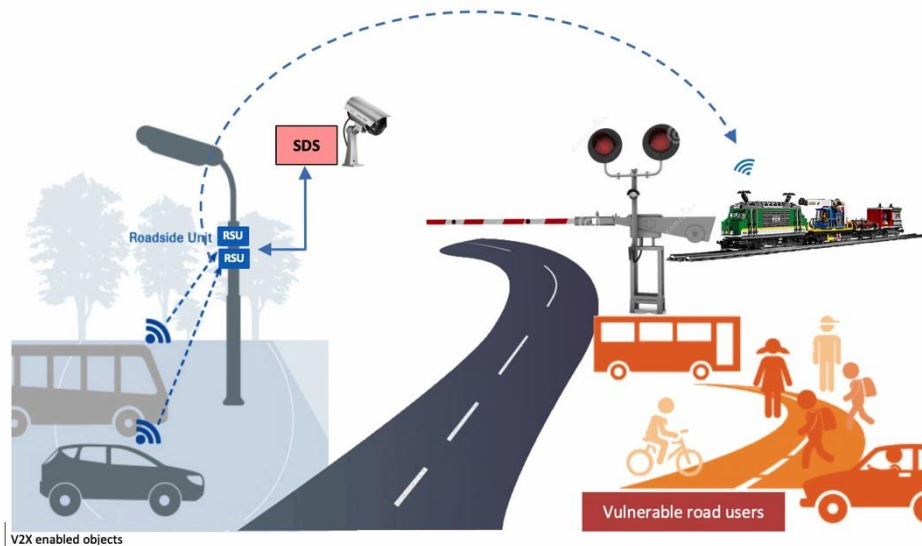 SDS
Roadside Unit
RSU
RSU
Vulnerable road users
V2X enabled objects